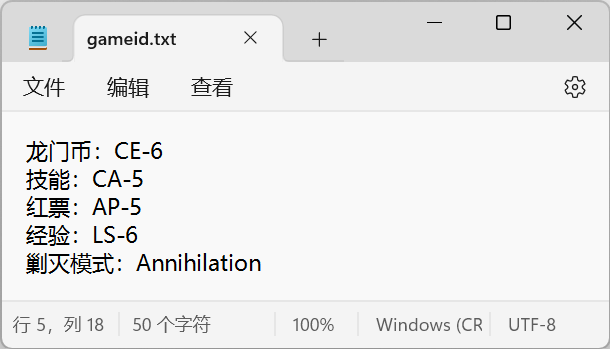 gameid.txt
文件 编辑 查看
龙门币：CE-6
技能：CA-5
红票：AP-5
经验：LS-6
剿灭模式：Annihilation
行 5，列 18 50 个字符 100% Windows (CR UTF-8